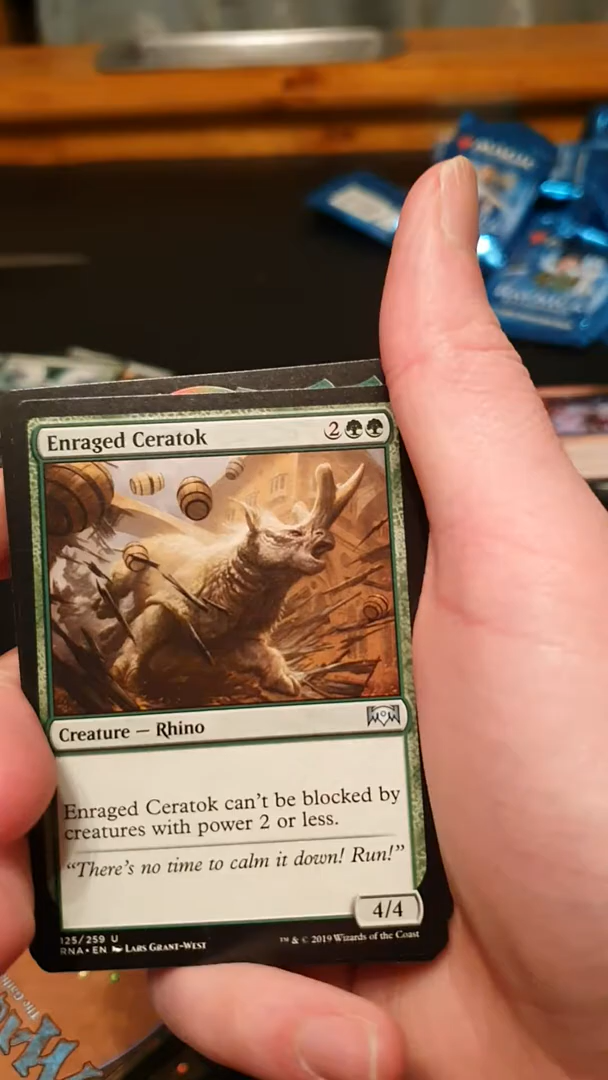 Enraged Ceratok 2
Creature — Rhino
Enraged Ceratok can't be blocked by
creatures with power 2 or less.
"There's no time to calm it down! Run!"
4/4
125/259 U
RNA • EN Lars Grant-West
™ & © 2019 Wizards of the Coast